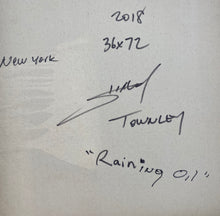 2018
36x72
New York
TOWNLEY
"Raining 0,1"